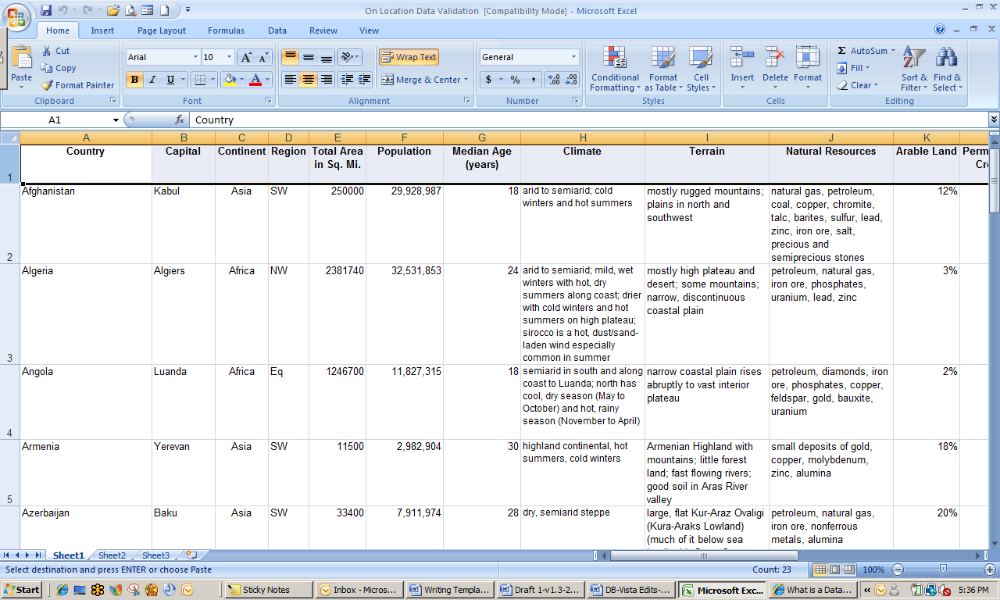 On Location Data Validation [Compatibility Mode] - Microsoft Excel
Home Insert Page Layout Formulas Data Review View
Paste
Cut
Copy
Format Painter
Clipboard
Arial 10
B I U
Font
Wrap Text
Merge & Center
Alignment
General
$ % ,
Number
Conditional Formatting
Format as Table
Cell Styles
Styles
Insert Delete Format
Cells
Σ AutoSum
Fill
Clear
Sort & Filter
Find & Select
Editing
A1 fx Country
A B C D E F G H I J K
1 Country Capital Continent Region Total Area in Sq. Mi. Population Median Age (years) Climate Terrain Natural Resources Arable Land Perm Cr
2 Afghanistan Kabul Asia SW 250000 29,928,987 18
arid to semiarid; cold
winters and hot summers
mostly rugged mountains;
plains in north and
southwest
natural gas, petroleum,
coal, copper, chromite,
talc, barites, sulfur, lead,
zinc, iron ore, salt,
precious and
semiprecious stones
12%
3 Algeria Algiers Africa NW 2381740 32,531,853 24
arid to semiarid; mild, wet
winters with hot, dry
summers along coast; drier
with cold winters and hot
summers on high plateau;
sirocco is a hot, dust/sand-
laden wind especially
common in summer
mostly high plateau and
desert; some mountains;
narrow, discontinuous
coastal plain
petroleum, natural gas,
iron ore, phosphates,
uranium, lead, zinc
3%
4 Angola Luanda Africa Eq 1246700 11,827,315 18
semiarid in south and along
coast to Luanda; north has
cool, dry season (May to
October) and hot, rainy
season (November to April)
narrow coastal plain rises
abruptly to vast interior
plateau
petroleum, diamonds, iron
ore, phosphates, copper,
feldspar, gold, bauxite,
uranium
2%
5 Armenia Yerevan Asia SW 11500 2,982,904 30
highland continental, hot
summers, cold winters
Armenian Highland with
mountains; little forest
land; fast flowing rivers;
good soil in Aras River
valley
small deposits of gold,
copper, molybdenum,
zinc, alumina
18%
Azerbaijan Baku Asia SW 33400 7,911,974 28
dry, semiarid steppe
large, flat Kur-Araz Ovaligi
(Kura-Araks Lowland)
(much of it below sea
petroleum, natural gas,
iron ore, nonferrous
metals, alumina
20%
Sheet1 Sheet2 Sheet3
Select destination and press ENTER or choose Paste Count: 23 100%
Start Sticky Notes Inbox - Micros... Writing Templa... Draft 1-v1.3-2... DB-Vista Edits-... Microsoft Exc... What is a Data... « 5:36 PM